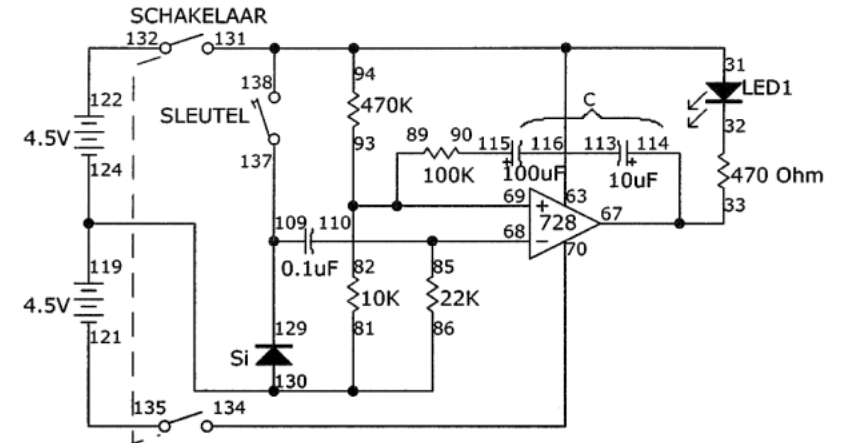 SCHAKELAAR
132 131
31
122
138
94
LED1
SLEUTEL
470K
C
4.5V
32
137
93
89 90 115 116 113 114
124
100K
100uF
10uF
470 Ohm
+
+
69
+
63
33
728
67
68
−
109 110
70
119
0.1uF
82
85
4.5V
10K
22K
121
129
81
86
Si
130
135 134